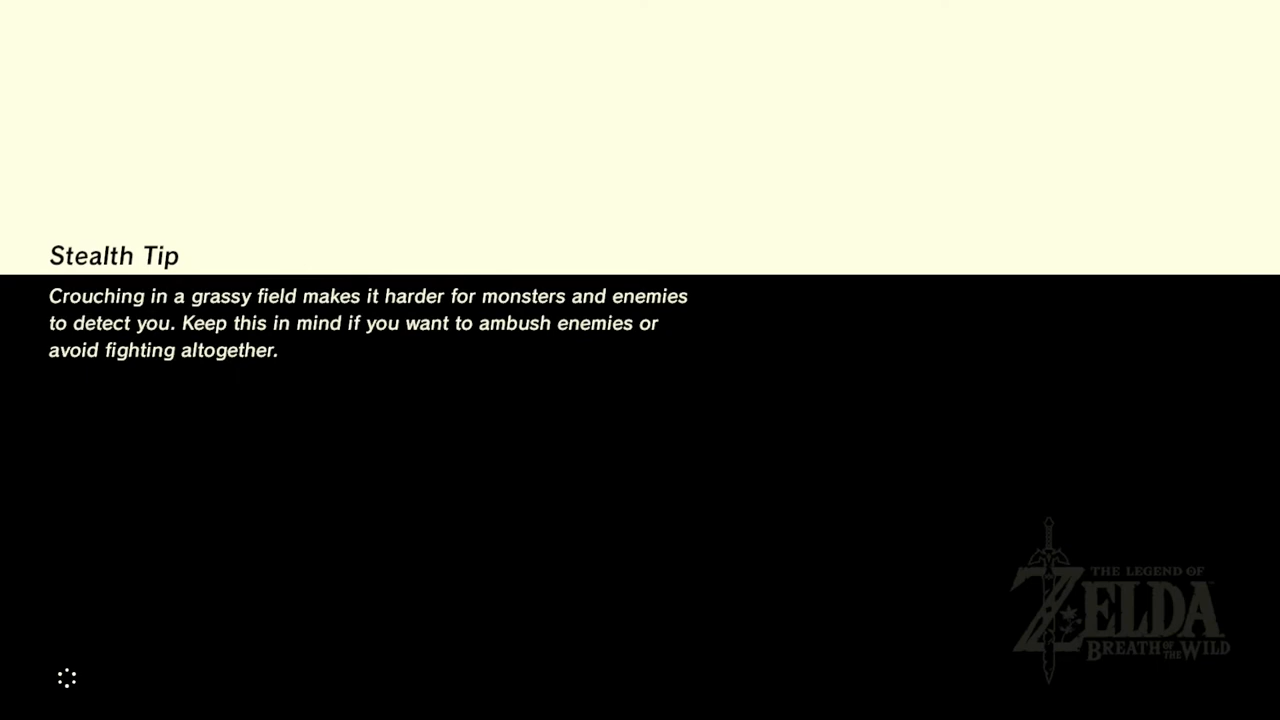 Stealth Tip
Crouching in a grassy field makes it harder for monsters and enemies
to detect you. Keep this in mind if you want to ambush enemies or
avoid fighting altogether.
THE LEGEND OF
ZELDA
BREATH OF THE WILD